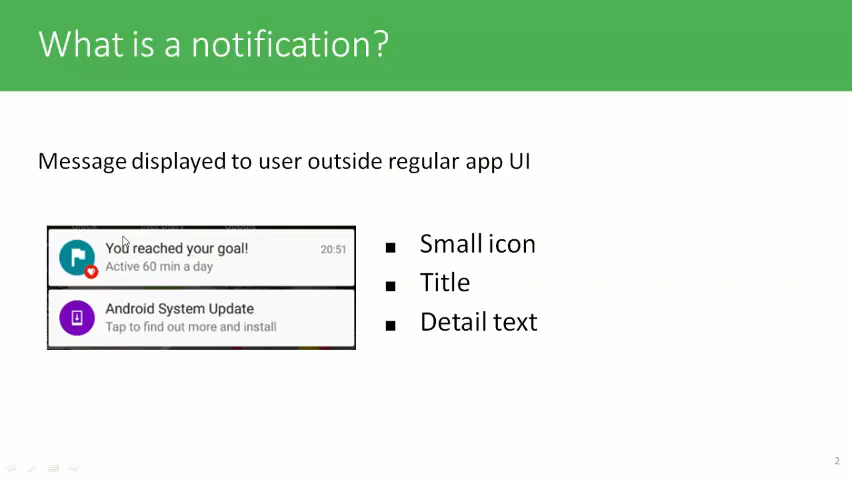 What is a notification?
Message displayed to user outside regular app UI
You reached your goal! 20:51
Active 60 min a day
Android System Update
Tap to find out more and install
■ Small icon
■ Title
■ Detail text
2